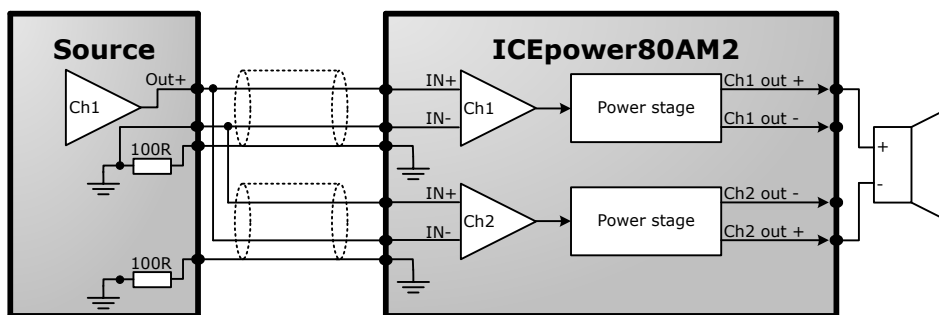 Source
ICEpower80AM2
Out+
Ch1
100R
IN+
IN-
Ch1
Power stage
Ch1 out +
Ch1 out -
+
-
IN+
IN-
Ch2
Power stage
Ch2 out -
Ch2 out +
100R